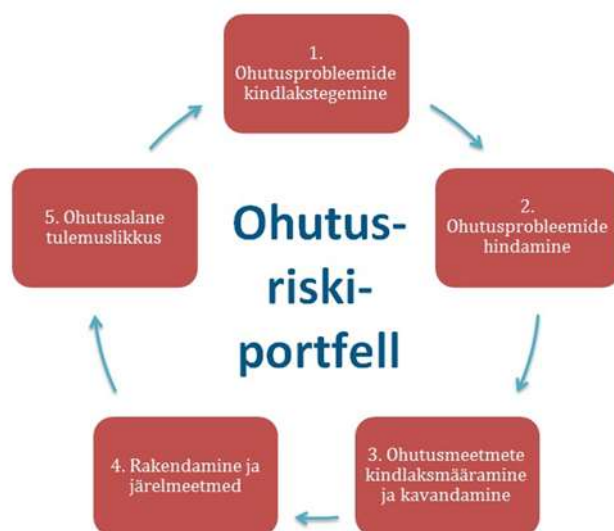 1.
Ohutusprobleemide
kindlakstegemine
2.
Ohutusprobleemide
hindamine
3. Ohutusmeetmete
kindlaksmääramine
ja kavandamine
4. Rakendamine ja
järelmeetmed
5. Ohutusalane
tulemuslikkus
Ohutus-
riski-
portfell